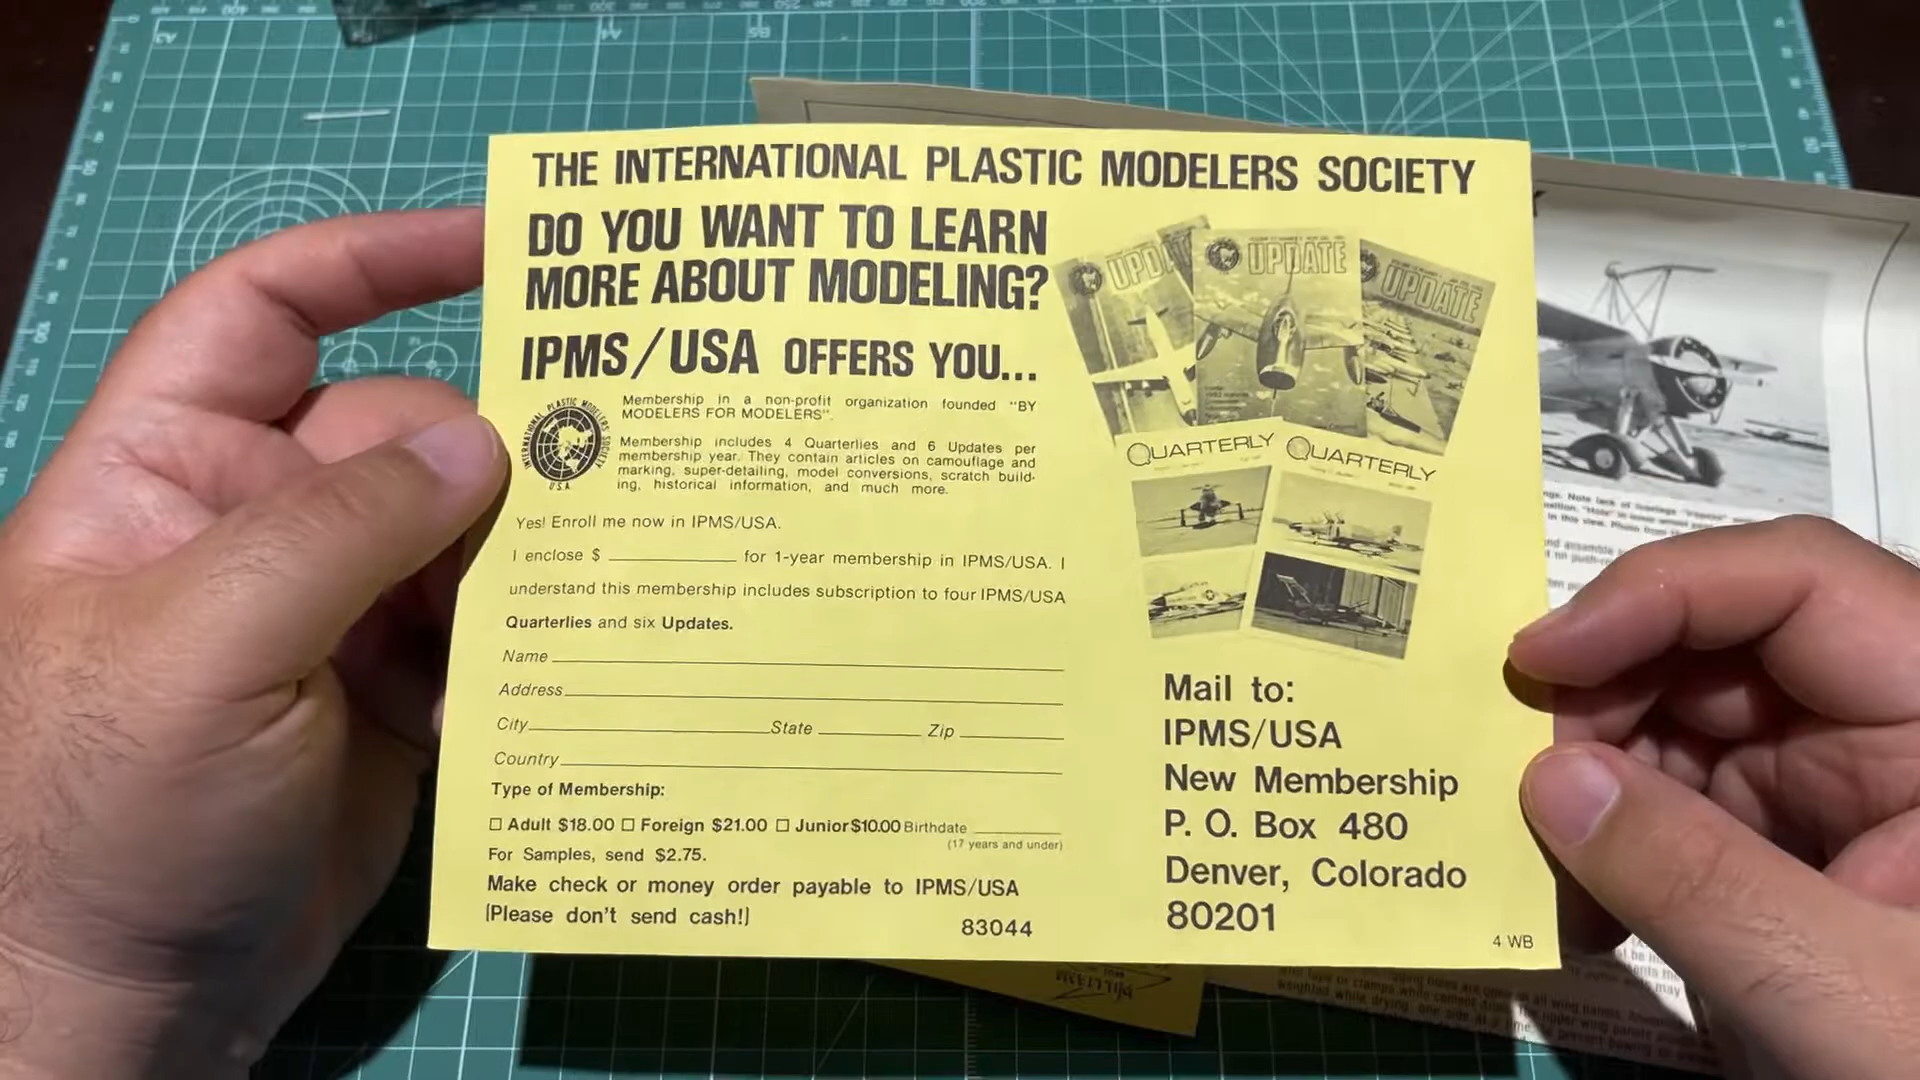 THE INTERNATIONAL PLASTIC MODELERS SOCIETY
DO YOU WANT TO LEARN
MORE ABOUT MODELING?
IPMS/USA OFFERS YOU...
INTERNATIONAL PLASTIC MODELERS SOCIETY
U.S.A.
Membership in a non-profit organization founded "BY
MODELERS FOR MODELERS".
Membership includes 4 Quarterlies and 6 Updates per
membership year. They contain articles on camouflage and
marking, super-detailing, model conversions, scratch build-
ing, historical information, and much more.
Yes! Enroll me now in IPMS/USA.
I enclose $ ____________ for 1-year membership in IPMS/USA. I
understand this membership includes subscription to four IPMS/USA
Quarterlies and six Updates.
Name
Address
City State Zip
Country
Type of Membership:
☐ Adult $18.00 ☐ Foreign $21.00 ☐ Junior $10.00 Birthdate
(17 years and under)
For Samples, send $2.75.
Make check or money order payable to IPMS/USA
(Please don't send cash!)
83044
UPDATE
UPDATE
UPDATE
QUARTERLY
QUARTERLY
Mail to:
IPMS/USA
New Membership
P. O. Box 480
Denver, Colorado
80201
4 WB